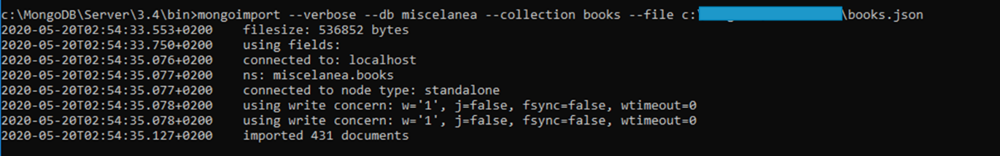 c:\MongoDB\Server\3.4\bin>mongoimport --verbose --db miscelanea --collection books --file c:\books.json
2020-05-20T02:54:33.553+0200 filesize: 536852 bytes
2020-05-20T02:54:33.750+0200 using fields:
2020-05-20T02:54:35.076+0200 connected to: localhost
2020-05-20T02:54:35.077+0200 ns: miscelanea.books
2020-05-20T02:54:35.077+0200 connected to node type: standalone
2020-05-20T02:54:35.078+0200 using write concern: w='1', j=false, fsync=false, wtimeout=0
2020-05-20T02:54:35.078+0200 using write concern: w='1', j=false, fsync=false, wtimeout=0
2020-05-20T02:54:35.127+0200 imported 431 documents